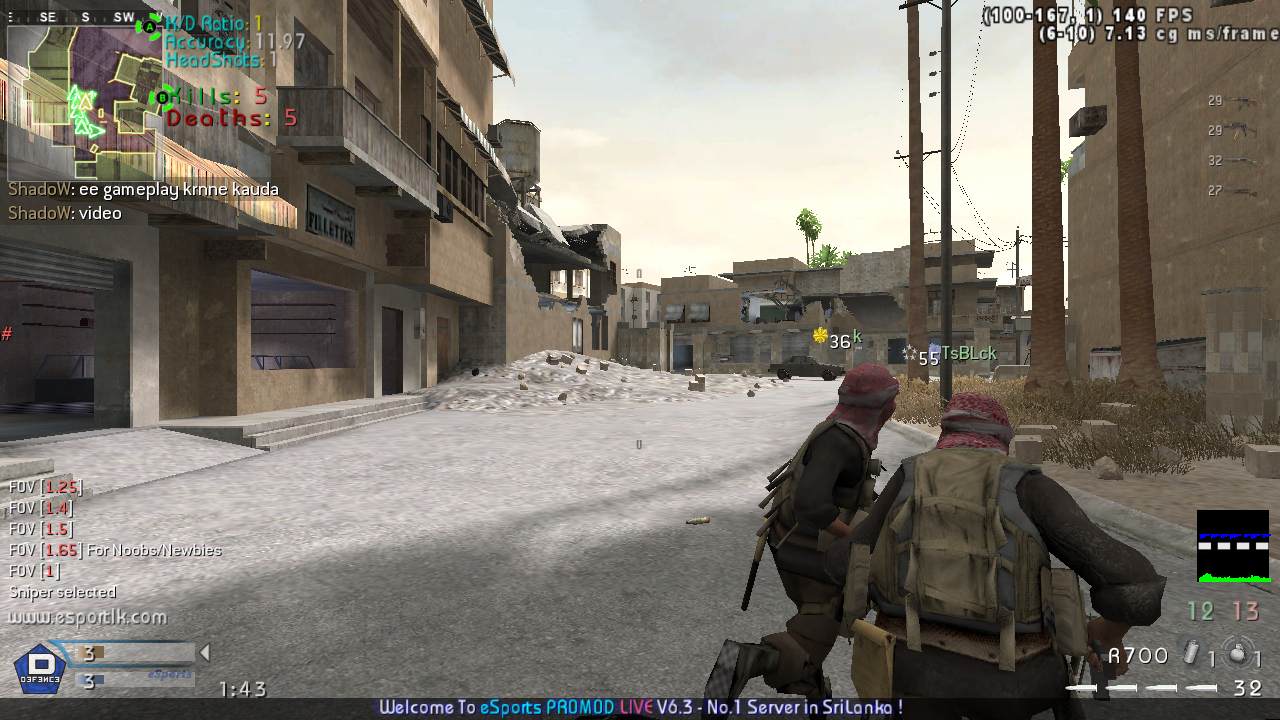 SE S SW W
A
K/D Ratio: 1
Accuracy: 11.97
HeadShots: 1
B
Kills: 5
Deaths: 5
(100-167, 1) 140 FPS
(6-10) 7.13 cg ms/frame
29
29
32
27
ShadoW: ee gameplay krnne kauda
ShadoW: video
FILLETTES
36 k
55 TsBLck
#
FOV [1.25]
FOV [1.4]
FOV [1.5]
FOV [1.65] For Noobs/Newbies
FOV [1]
Sniper selected
www.esportlk.com
3
D3F3NC3
3 eSports
1:43
12 13
R700 1 1
32
Welcome To eSports PROMOD LIVE V6.3 - No.1 Server in SriLanka !